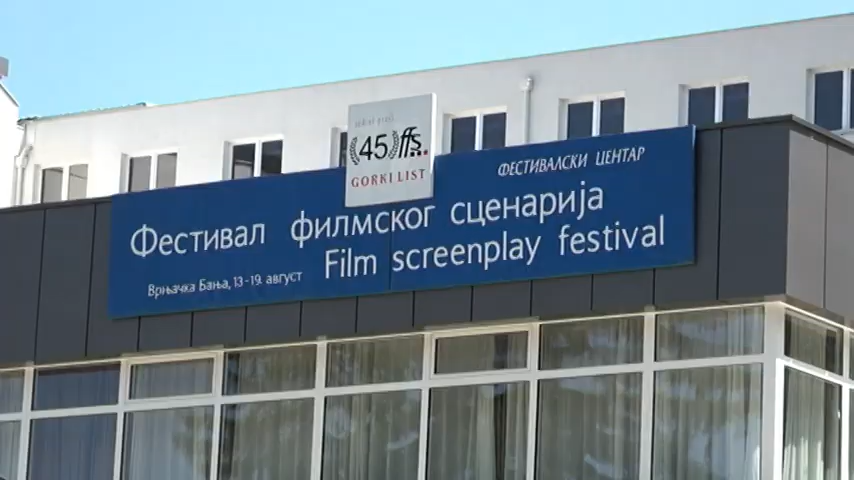 45 ffs...
GORKI LIST
ФЕСТИВАЛСКИ ЦЕНТАР
Фестивал филмског сценарија
Film screenplay festival
Врњачка Бања, 13-19. август